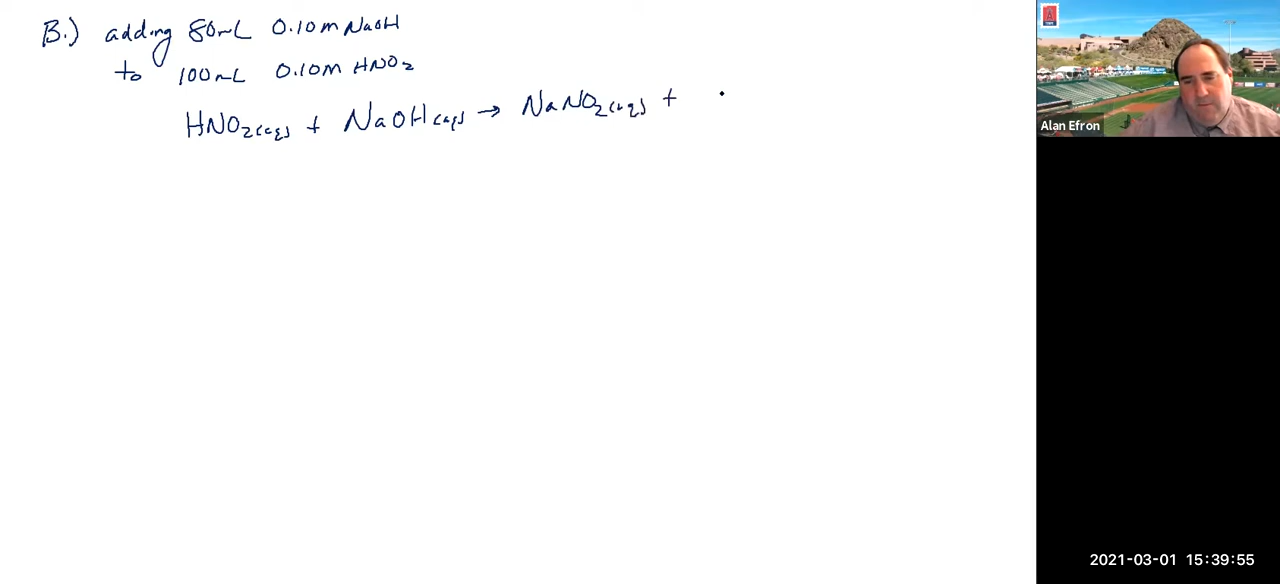 B.) adding 80mL 0.10M NaOH
to 100mL 0.10M HNO2
HNO2(aq) + NaOH(aq) → NaNO2(aq) +
A
Alan Efron
2021-03-01 15:39:55